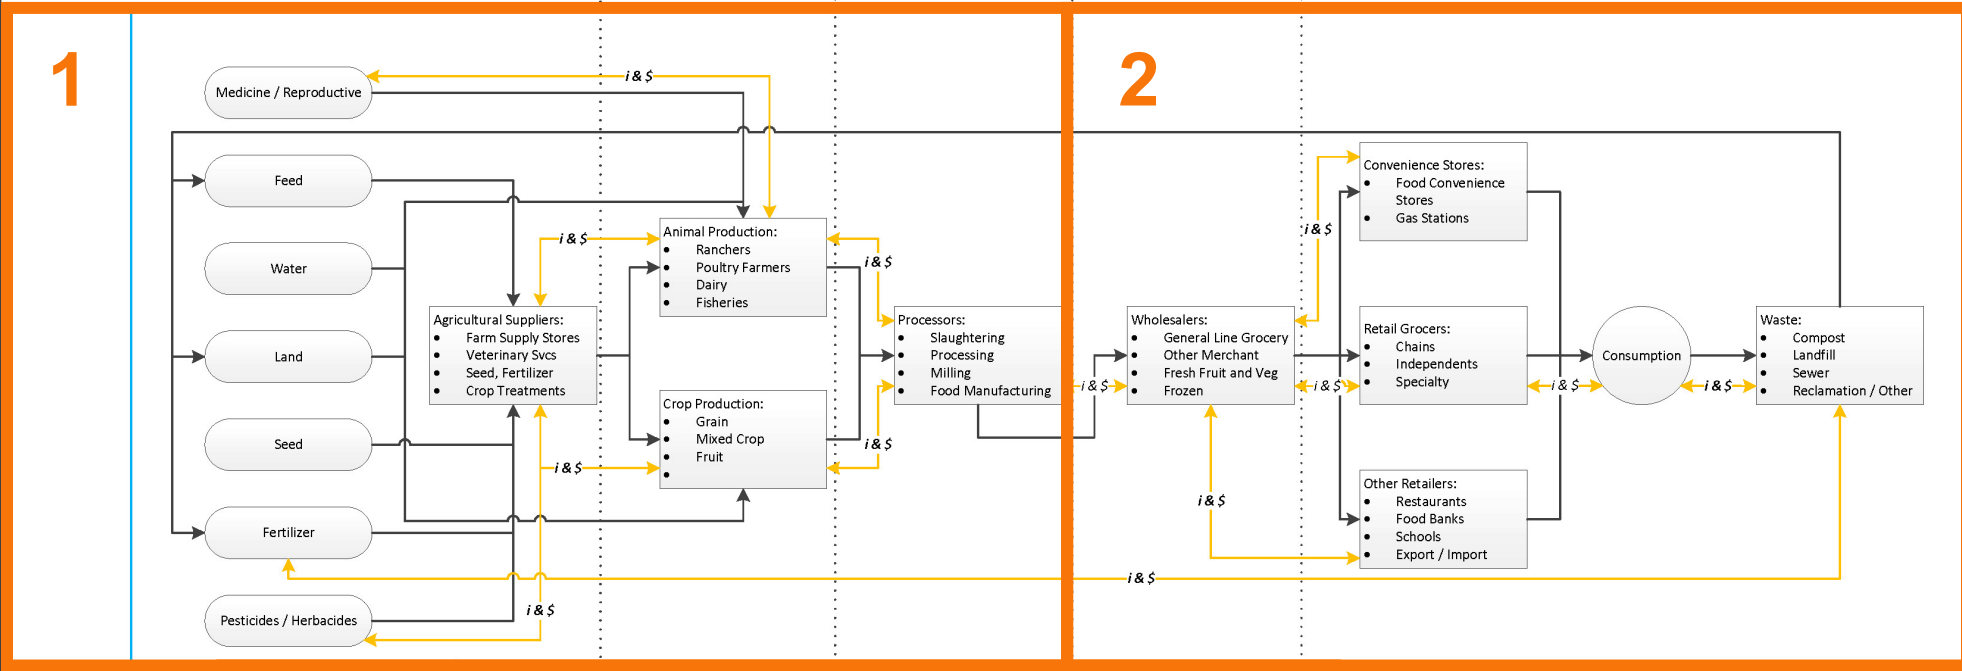 1
2
Medicine / Reproductive
Feed
Water
Land
Seed
Fertilizer
Pesticides / Herbacides
i & $
i & $
i & $
i & $
Agricultural Suppliers:
• Farm Supply Stores
• Veterinary Svcs
• Seed, Fertilizer
• Crop Treatments
Animal Production:
• Ranchers
• Poultry Farmers
• Dairy
• Fisheries
Crop Production:
• Grain
• Mixed Crop
• Fruit
•
i & $
i & $
Processors:
• Slaughtering
• Processing
• Milling
• Food Manufacturing
i & $
Wholesalers:
• General Line Grocery
• Other Merchant
• Fresh Fruit and Veg
• Frozen
i & $
i & $
i & $
i & $
Convenience Stores:
• Food Convenience
Stores
• Gas Stations
Retail Grocers:
• Chains
• Independents
• Specialty
Other Retailers:
• Restaurants
• Food Banks
• Schools
• Export / Import
i & $
Consumption
i & $
Waste:
• Compost
• Landfill
• Sewer
• Reclamation / Other